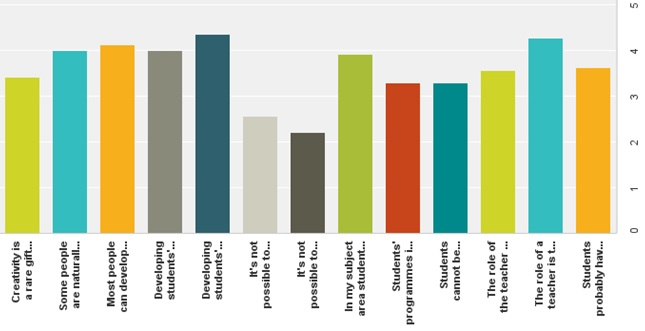 5
4
3
2
1
0
Creativity is
a rare gift...
Some people
are naturall...
Most people
can develop...
Developing
students'...
Developing
students'...
It's not
possible to...
It's not
possible to...
In my subject
area student...
Students'
programmes i...
Students
cannot be...
The role of
the teacher ...
The role of a
teacher is t...
Students
probably hav...